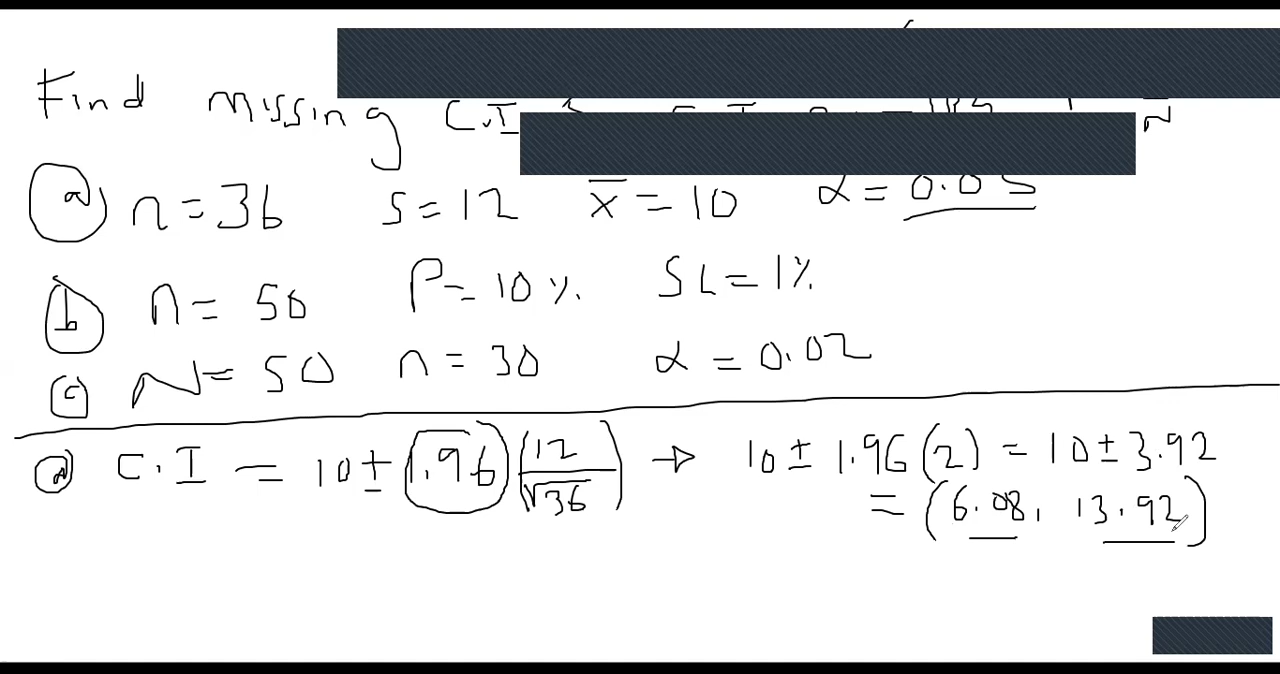 Find missing C.I
a n = 36 S = 12 x̄ = 10 α = 0.05
b n = 50 P = 10 %. SL = 1%
c N = 50 n = 30 α = 0.02
a C.I = 10 ± 1.96 (12/√36) → 10 ± 1.96 (2) = 10 ± 3.92
= (6.08, 13.92)